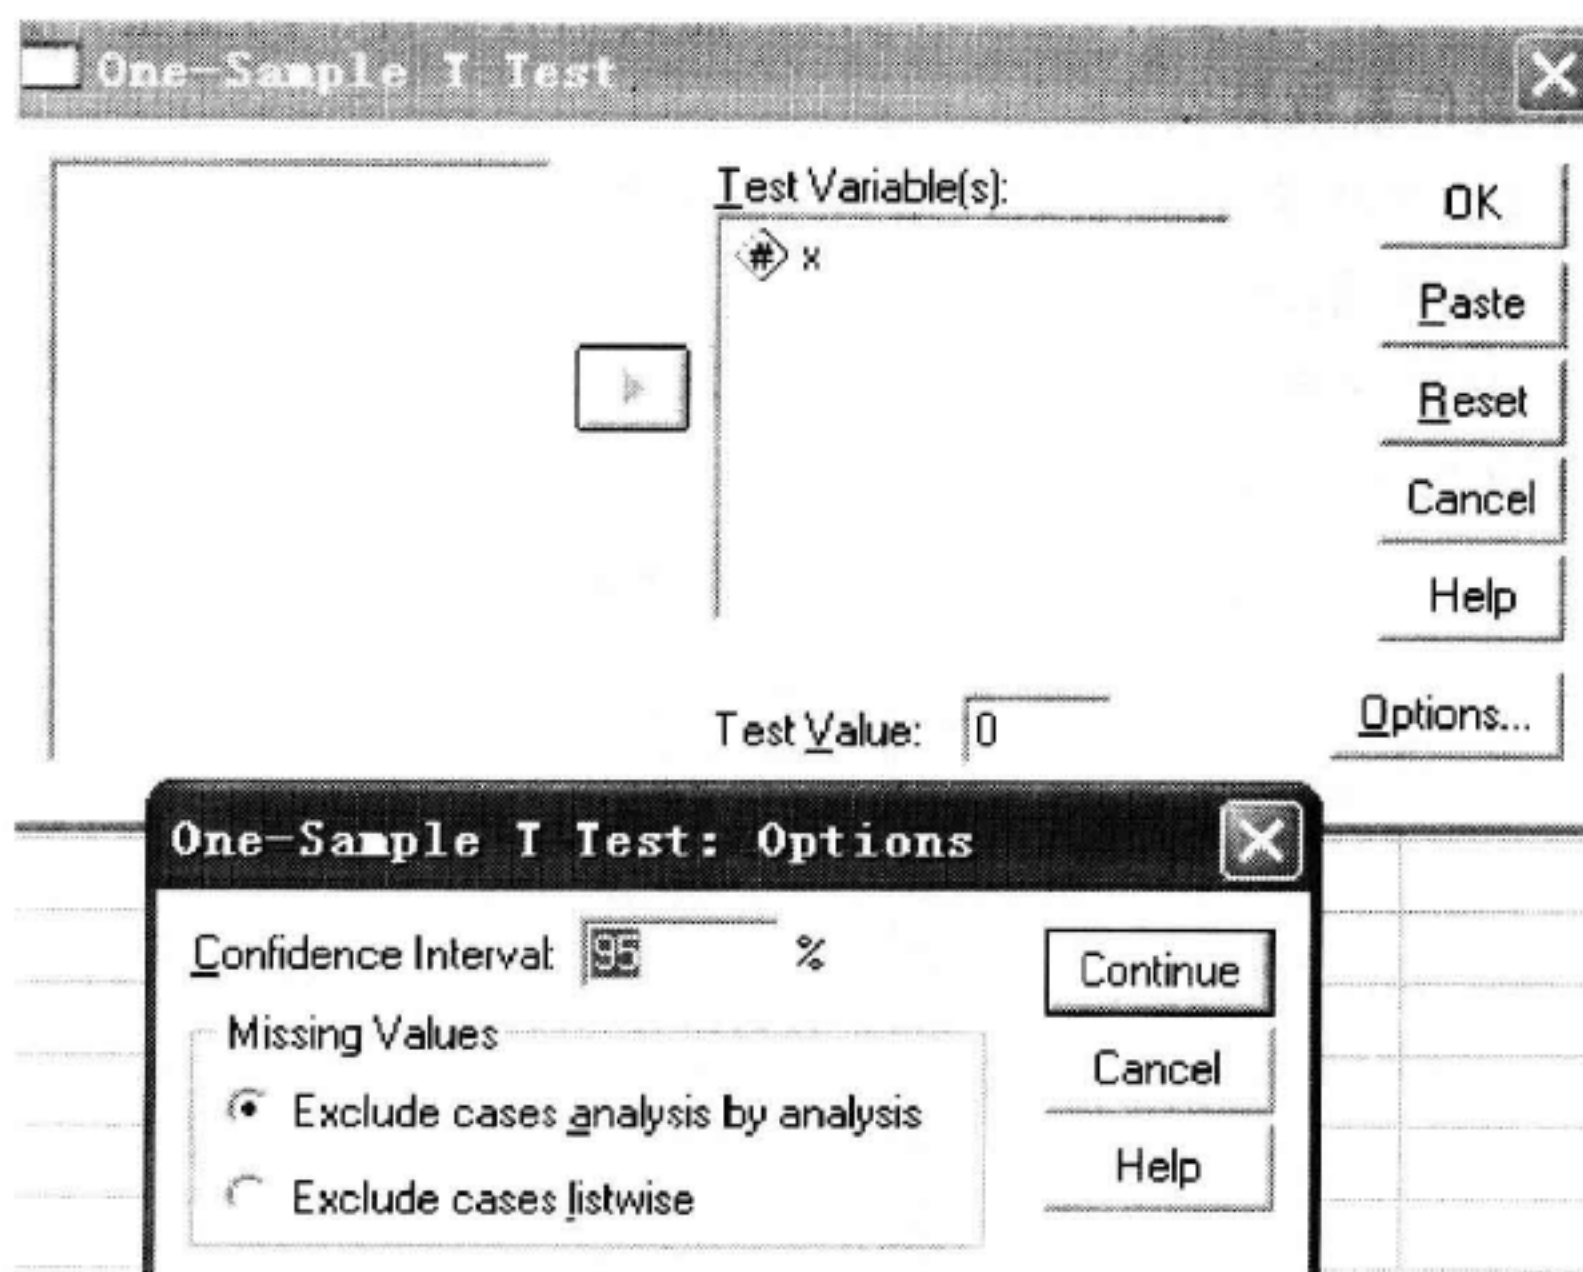 One-Sample T Test
Test Variable(s):
# x
OK
Paste
Reset
Cancel
Help
Test Value: 0
Options...
One-Sample T Test: Options
Confidence Interval: 95 %
Continue
Missing Values
Cancel
Exclude cases analysis by analysis
Help
Exclude cases listwise